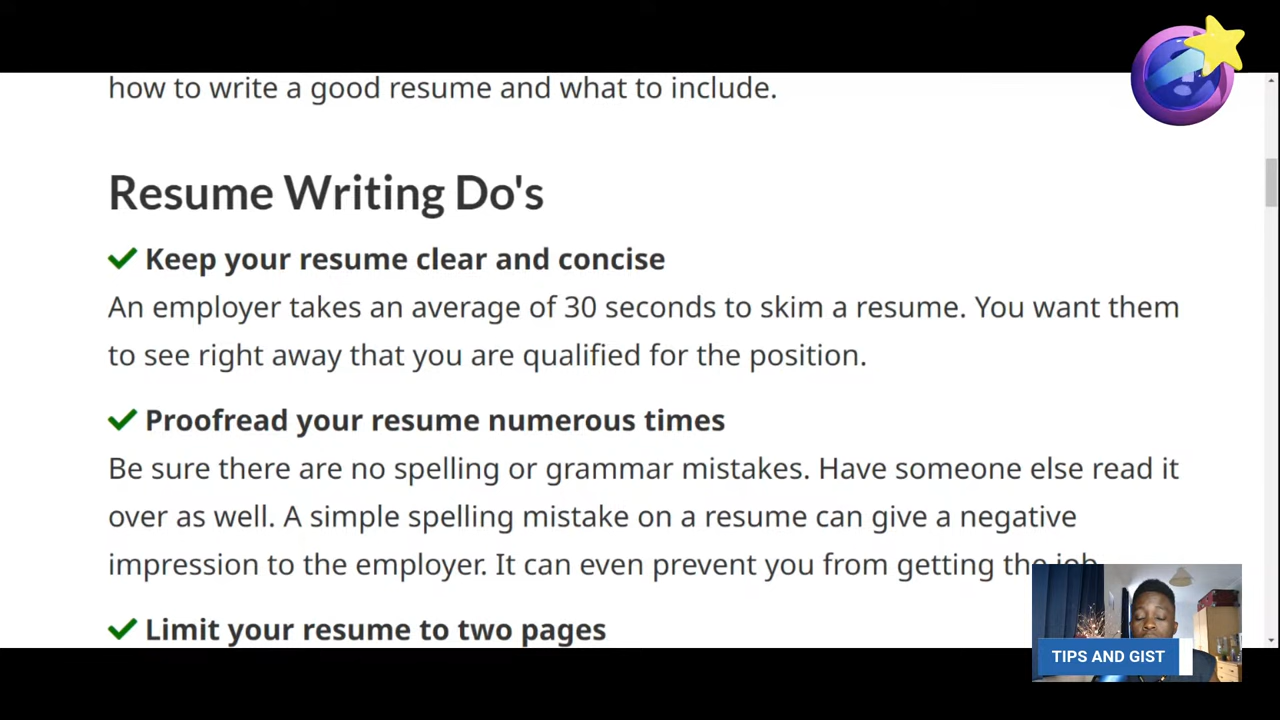 how to write a good resume and what to include.
Resume Writing Do's
Keep your resume clear and concise
An employer takes an average of 30 seconds to skim a resume. You want them
to see right away that you are qualified for the position.
Proofread your resume numerous times
Be sure there are no spelling or grammar mistakes. Have someone else read it
over as well. A simple spelling mistake on a resume can give a negative
impression to the employer. It can even prevent you from getting the job.
Limit your resume to two pages
TIPS AND GIST